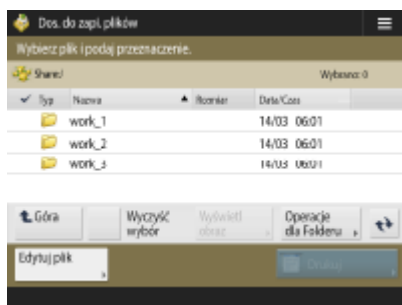 Dos. do zapi. plików
Wybierz plik i podaj przeznaczenie.
Share:/ Wybrano: 0
Typ Nazwa Rozmiar Data/Czas
work_1 14/03 06:01
work_2 14/03 06:01
work_3 14/03 06:01
Góra Wyczyść wybór Wyświetl obraz Operacje dla Folderu
Edytuj plik Drukuj